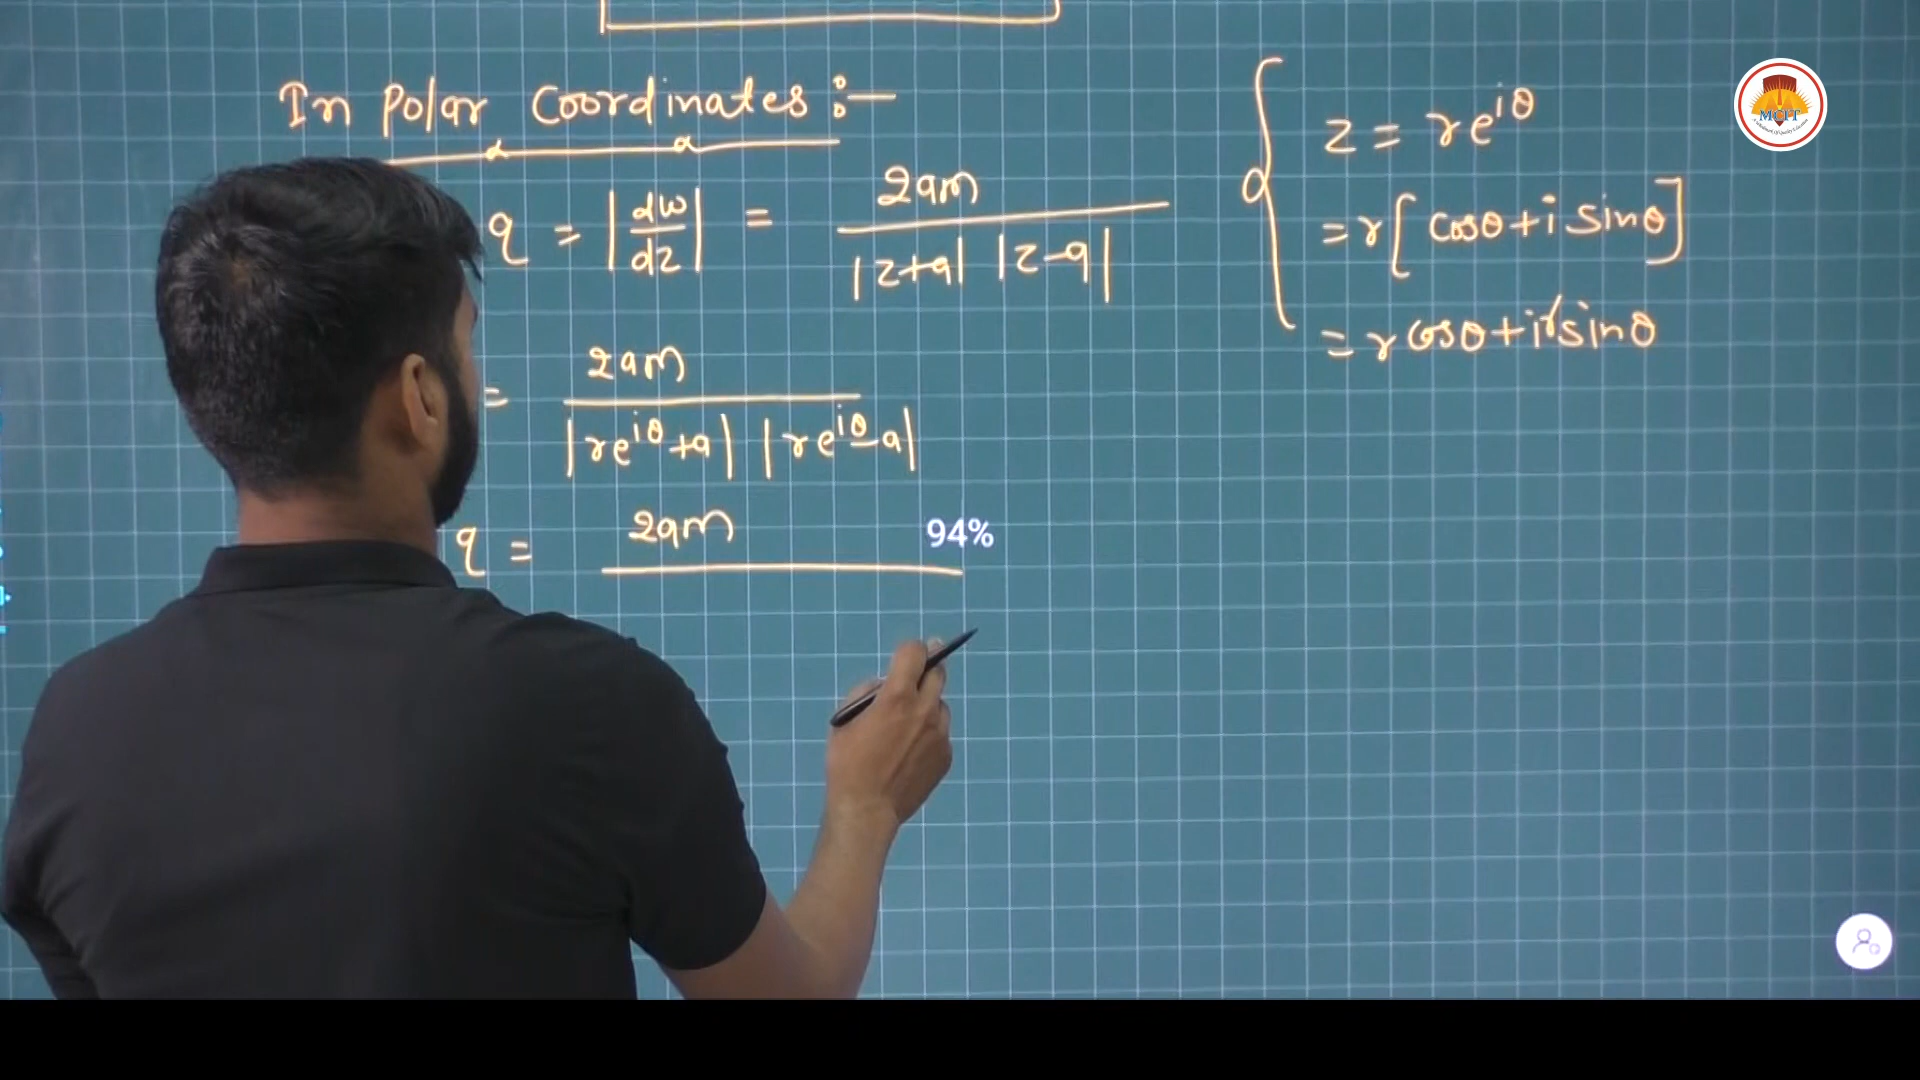 In Polar Coordinates :-
q = |dw/dz| = 2am / |z+a| |z-a|
= 2am / |re^{iθ}+a| |re^{iθ}-a|
q = 2am
94%
z = re^{iθ}
= r[cosθ+i sinθ]
= r cosθ+ir sinθ
MCIT